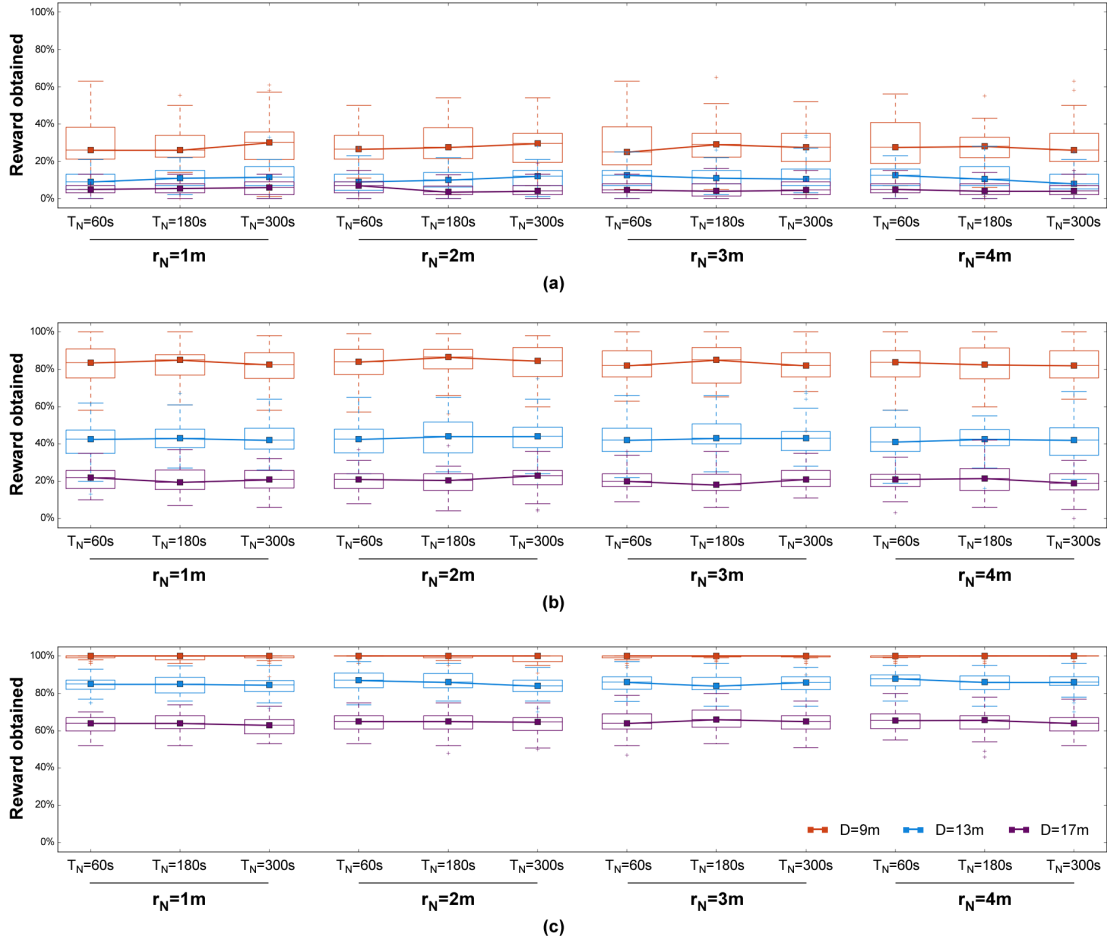 Reward obtained
100%
80%
60%
40%
20%
0%
T_N=60s T_N=180s T_N=300s T_N=60s T_N=180s T_N=300s T_N=60s T_N=180s T_N=300s T_N=60s T_N=180s T_N=300s
r_N=1m r_N=2m r_N=3m r_N=4m
(a)
Reward obtained
100%
80%
60%
40%
20%
0%
T_N=60s T_N=180s T_N=300s T_N=60s T_N=180s T_N=300s T_N=60s T_N=180s T_N=300s T_N=60s T_N=180s T_N=300s
r_N=1m r_N=2m r_N=3m r_N=4m
(b)
Reward obtained
100%
80%
60%
40%
20%
0%
D=9m D=13m D=17m
T_N=60s T_N=180s T_N=300s T_N=60s T_N=180s T_N=300s T_N=60s T_N=180s T_N=300s T_N=60s T_N=180s T_N=300s
r_N=1m r_N=2m r_N=3m r_N=4m
(c)